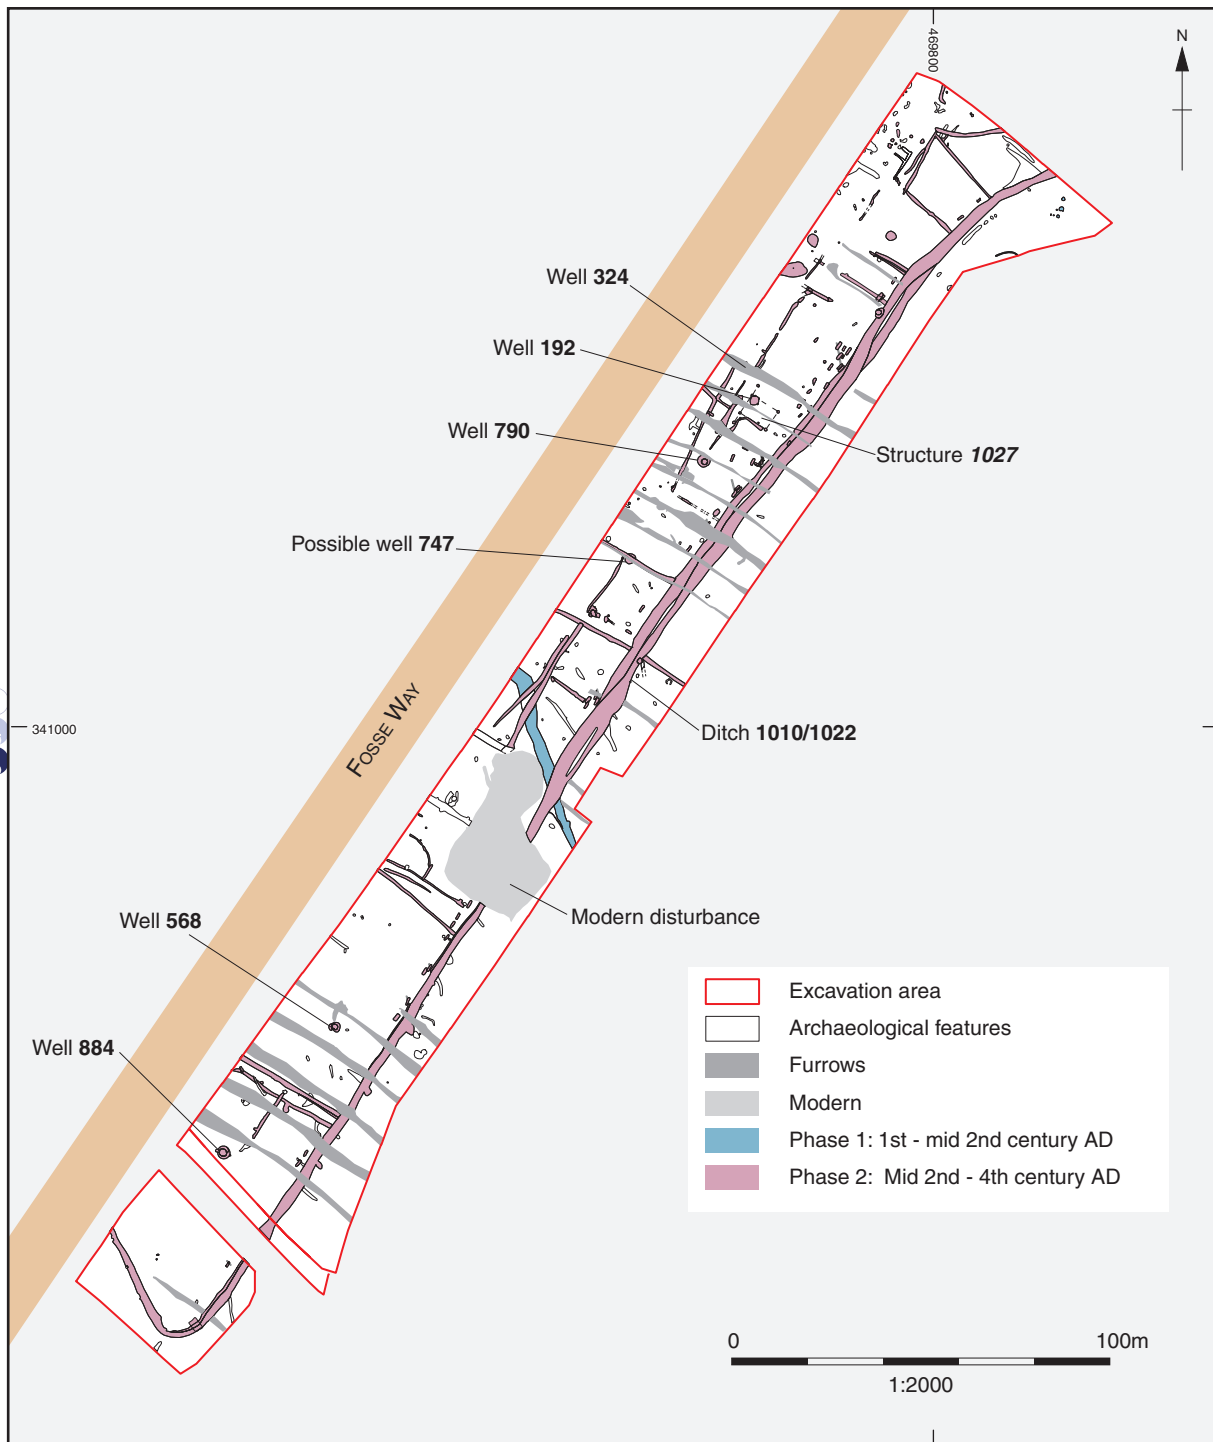 469800
N
Well 324
Well 192
Well 790
Structure 1027
Possible well 747
FOSSE WAY
341000
Ditch 1010/1022
Modern disturbance
Well 568
Well 884
Excavation area
Archaeological features
Furrows
Modern
Phase 1: 1st - mid 2nd century AD
Phase 2: Mid 2nd - 4th century AD
0 100m
1:2000